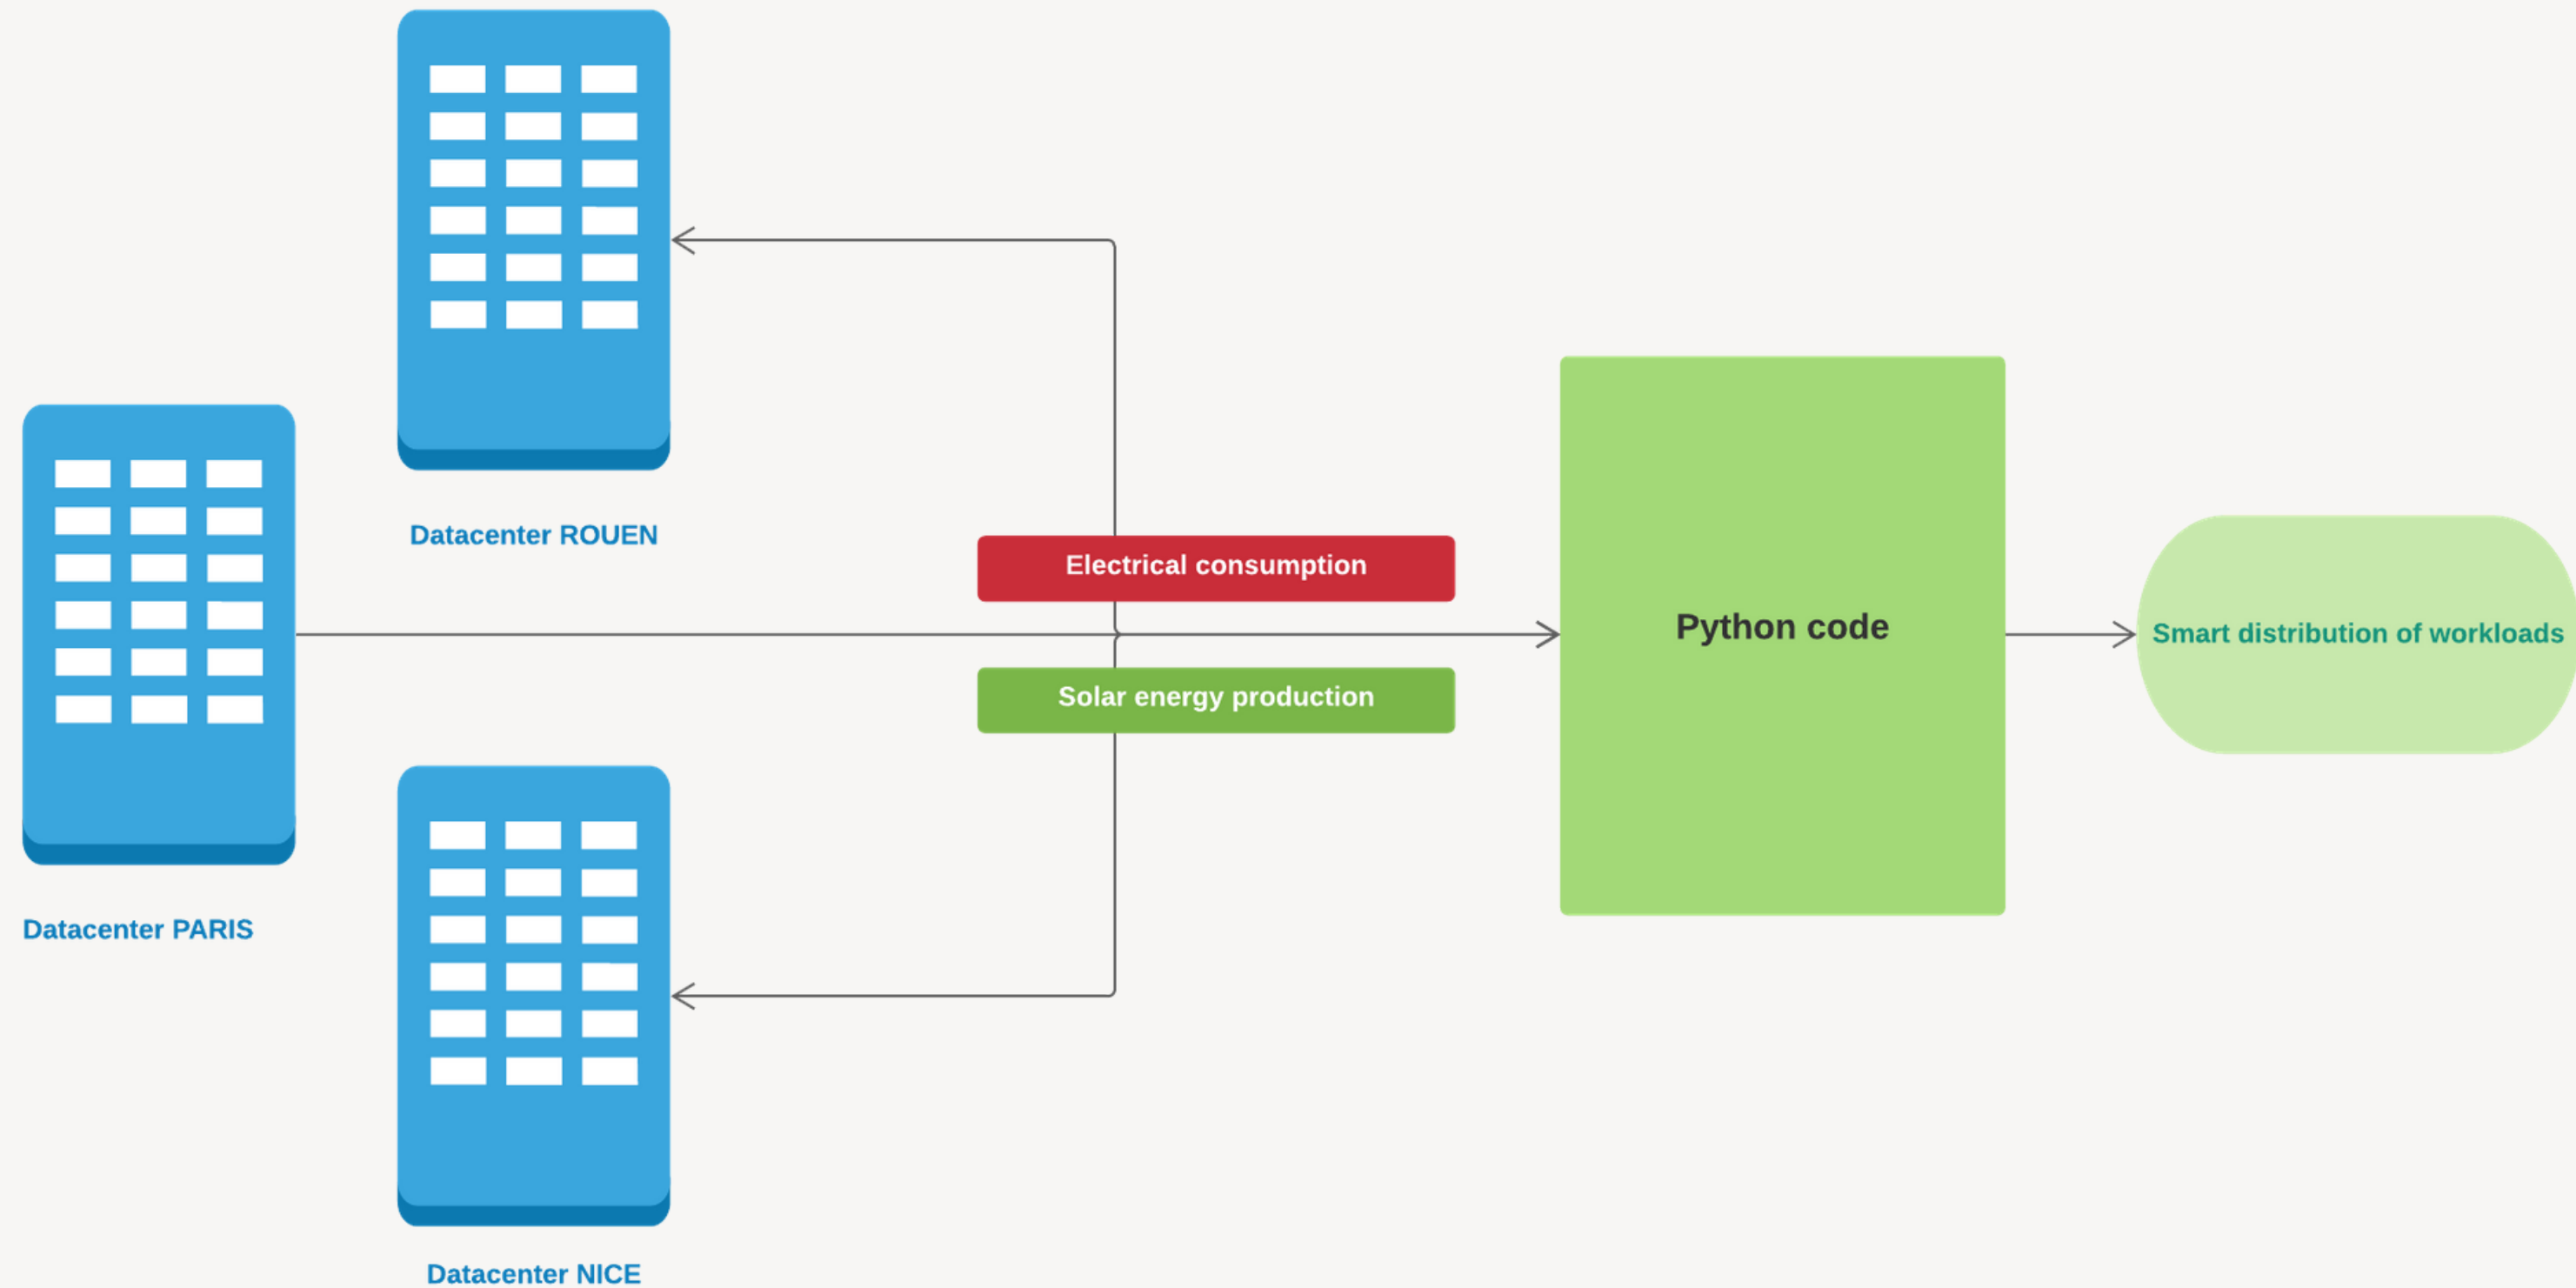 Datacenter ROUEN
Datacenter PARIS
Datacenter NICE
Electrical consumption
Solar energy production
Python code
Smart distribution of workloads